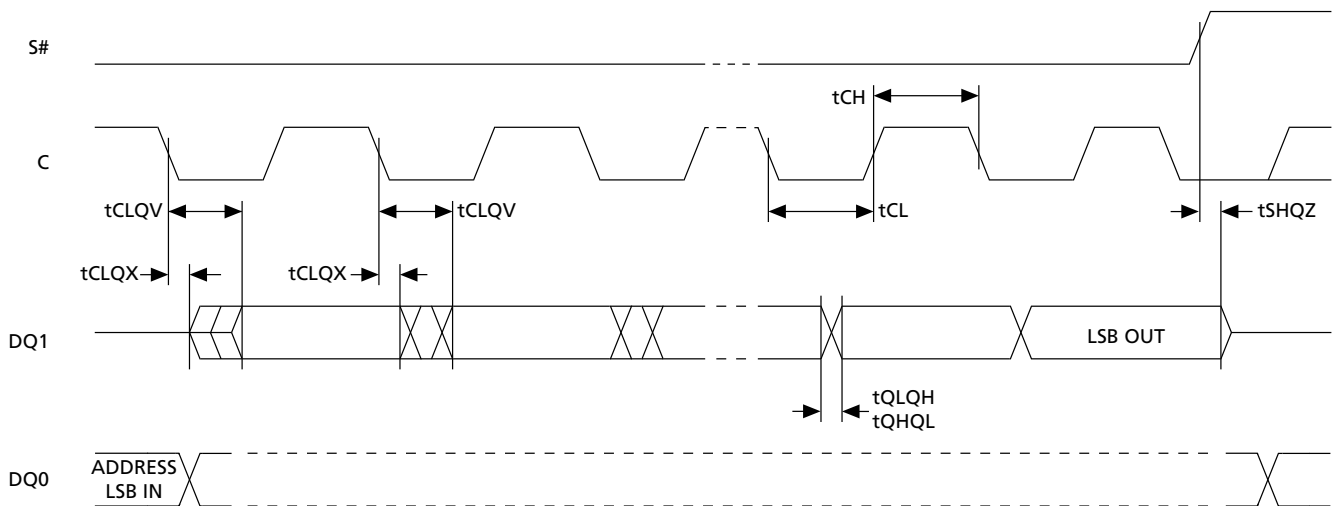 S#
tCH
C
tCLQV
tCLQV
tCL
tSHQZ
tCLQX
tCLQX
DQ1
LSB OUT
tQLQH
tQHQL
DQ0
ADDRESS
LSB IN